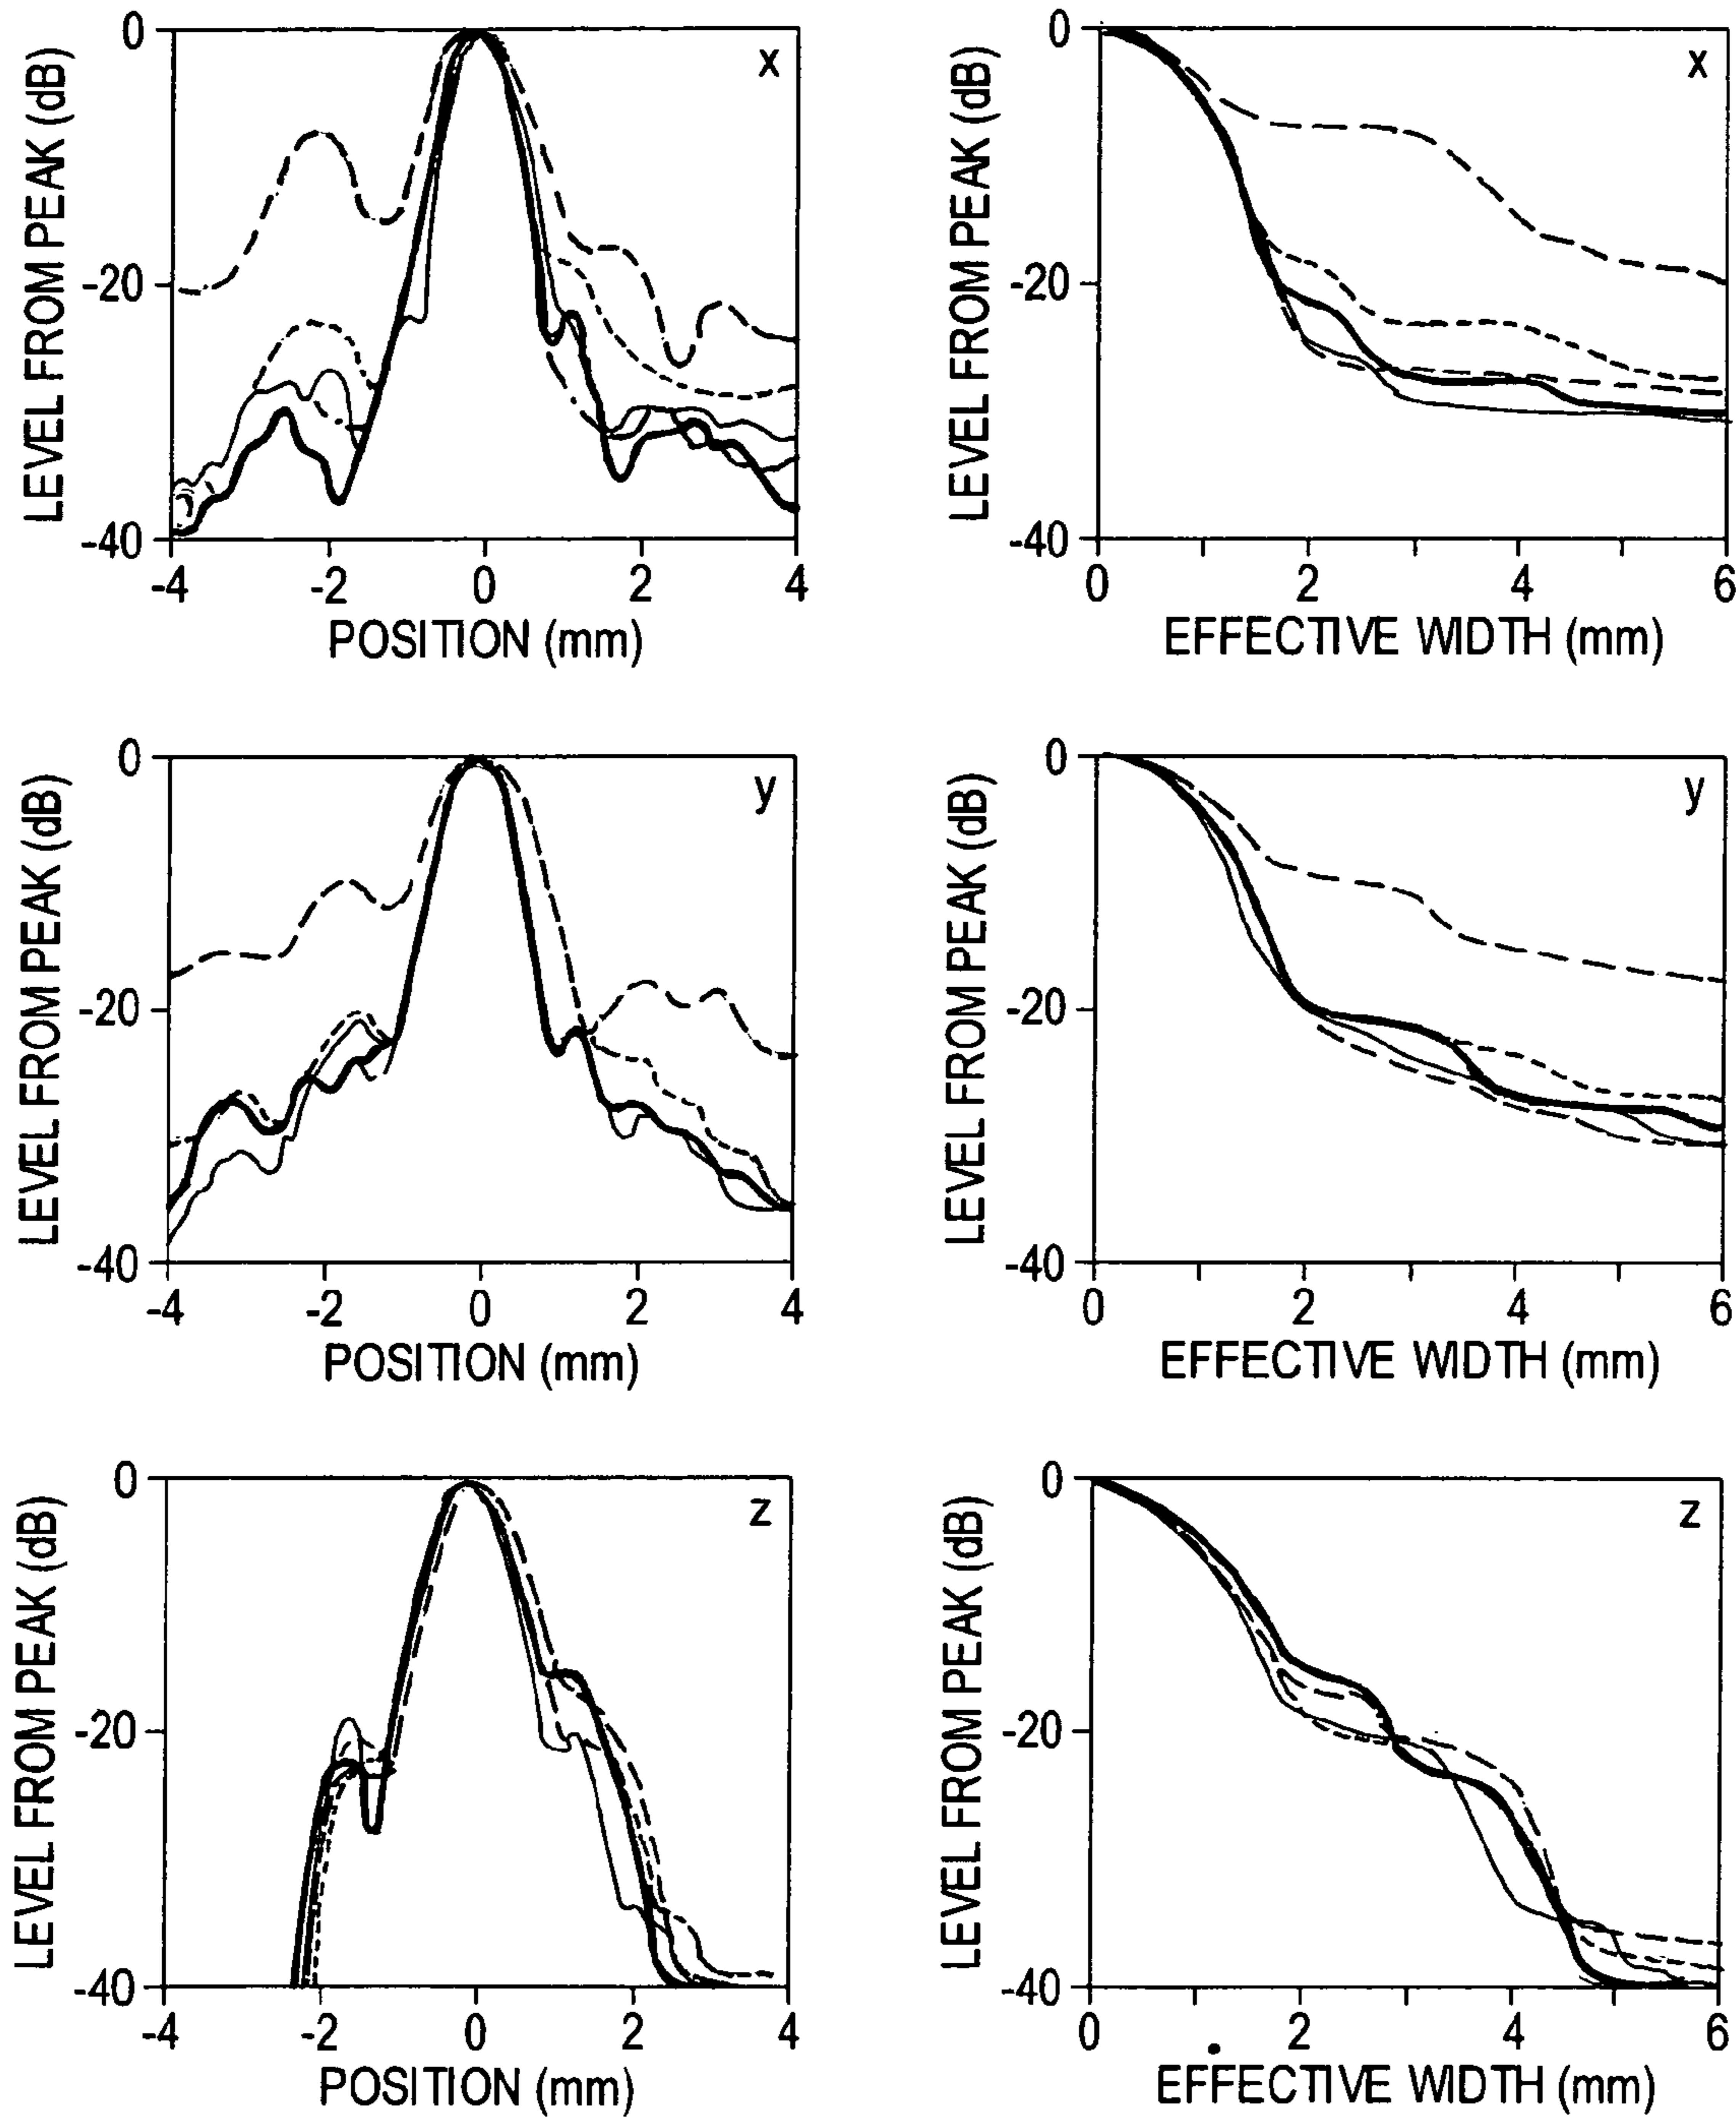 LEVEL FROM PEAK (dB)
0
-20
-40
x
-4 -2 0 2 4
POSITION (mm)
LEVEL FROM PEAK (dB)
0
-20
-40
x
0 2 4 6
EFFECTIVE WIDTH (mm)
LEVEL FROM PEAK (dB)
0
-20
-40
y
-4 -2 0 2 4
POSITION (mm)
LEVEL FROM PEAK (dB)
0
-20
-40
y
0 2 4 6
EFFECTIVE WIDTH (mm)
LEVEL FROM PEAK (dB)
0
-20
-40
z
-4 -2 0 2 4
POSITION (mm)
LEVEL FROM PEAK (dB)
0
-20
-40
z
0 2 4 6
EFFECTIVE WIDTH (mm)